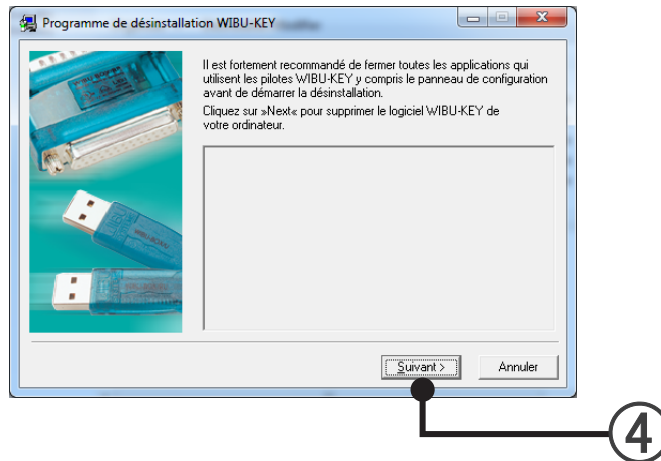 Programme de désinstallation WIBU-KEY
Il est fortement recommandé de fermer toutes les applications qui
utilisent les pilotes WIBU-KEY y compris le panneau de configuration
avant de démarrer la désinstallation.
Cliquez sur »Next« pour supprimer le logiciel WIBU-KEY de
votre ordinateur.
Suivant >
Annuler
4